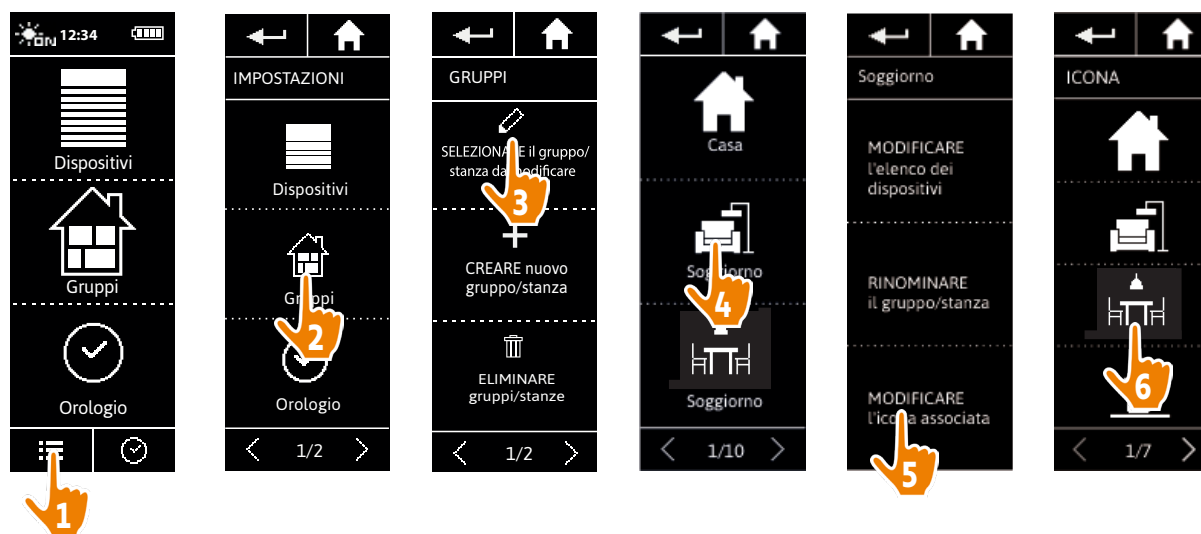 ON 12:34
Dispositivi
Gruppi
Orologio
1
IMPOSTAZIONI
Dispositivi
Gruppi
2
Orologio
1/2
GRUPPI
SELEZIONARE il gruppo/
stanza da modificare
3
CREARE nuovo
gruppo/stanza
ELIMINARE
gruppi/stanze
1/2
Casa
Soggiorno
4
Soggiorno
1/10
Soggiorno
MODIFICARE
l'elenco dei
dispositivi
RINOMINARE
il gruppo/stanza
MODIFICARE
l'icona associata
5
ICONA
6
1/7